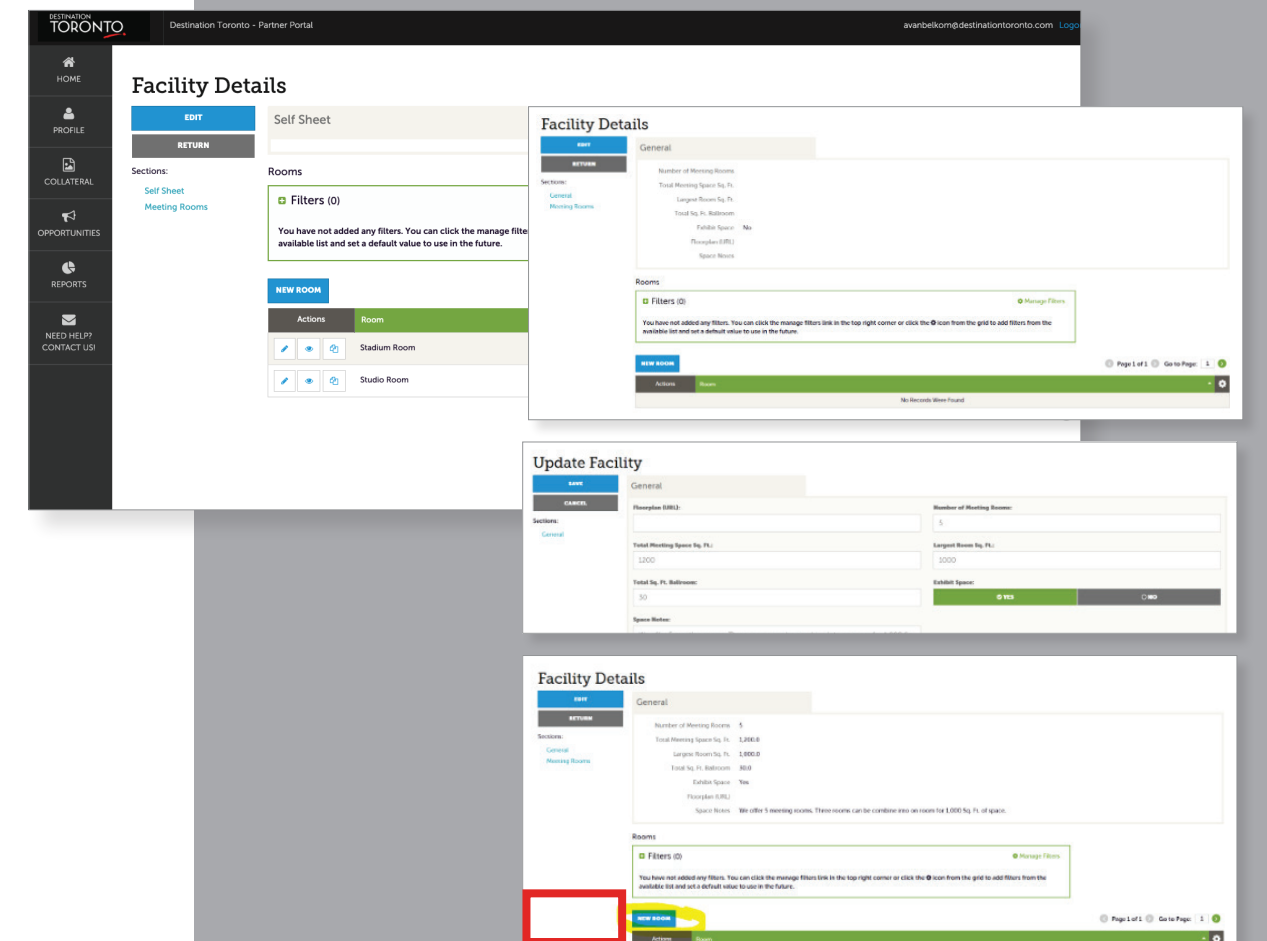 DESTINATION
TORONTO
Destination Toronto - Partner Portal
avanbelkom@destinationtoronto.com Logo
HOME
PROFILE
COLLATERAL
OPPORTUNITIES
REPORTS
NEED HELP?
CONTACT US!
Facility Details
EDIT
RETURN
Sections:
Self Sheet
Meeting Rooms
Self Sheet
Rooms
Filters (0)
You have not added any filters. You can click the manage filte
available list and set a default value to use in the future.
NEW ROOM
Actions Room
Stadium Room
Studio Room
Facility Details
EDIT
RETURN
Sections:
General
Meeting Rooms
General
Number of Meeting Rooms
Total Meeting Space Sq. Ft.
Largest Room Sq. Ft.
Total Sq. Ft. Ballroom
Exhibit Space No
Floorplan (URL)
Space Notes
Rooms
Filters (0) Manage Filters
You have not added any filters. You can click the manage filters link in the top right corner or click the icon from the grid to add filters from the
available list and set a default value to use in the future.
NEW ROOM Page 1 of 1 Go to Page: 1
Actions Room
No Records Were Found
Update Facility
SAVE
CANCEL
Sections:
General
General
Floorplan (URL): Number of Meeting Rooms:
5
Total Meeting Space Sq. Ft.: Largest Room Sq. Ft.:
1200 1000
Total Sq. Ft. Ballroom: Exhibit Space:
30 YES NO
Space Notes:
Facility Details
EDIT
RETURN
Sections:
General
Meeting Rooms
General
Number of Meeting Rooms 5
Total Meeting Space Sq. Ft. 1,200.0
Largest Room Sq. Ft. 1,000.0
Total Sq. Ft. Ballroom 30.0
Exhibit Space Yes
Floorplan (URL)
Space Notes We offer 5 meeting rooms. Three rooms can be combine into on room for 1,000 Sq. Ft. of space.
Rooms
Filters (0) Manage Filters
You have not added any filters. You can click the manage filters link in the top right corner or click the icon from the grid to add filters from the
available list and set a default value to use in the future.
NEW ROOM Page 1 of 1 Go to Page: 1
Actions Room